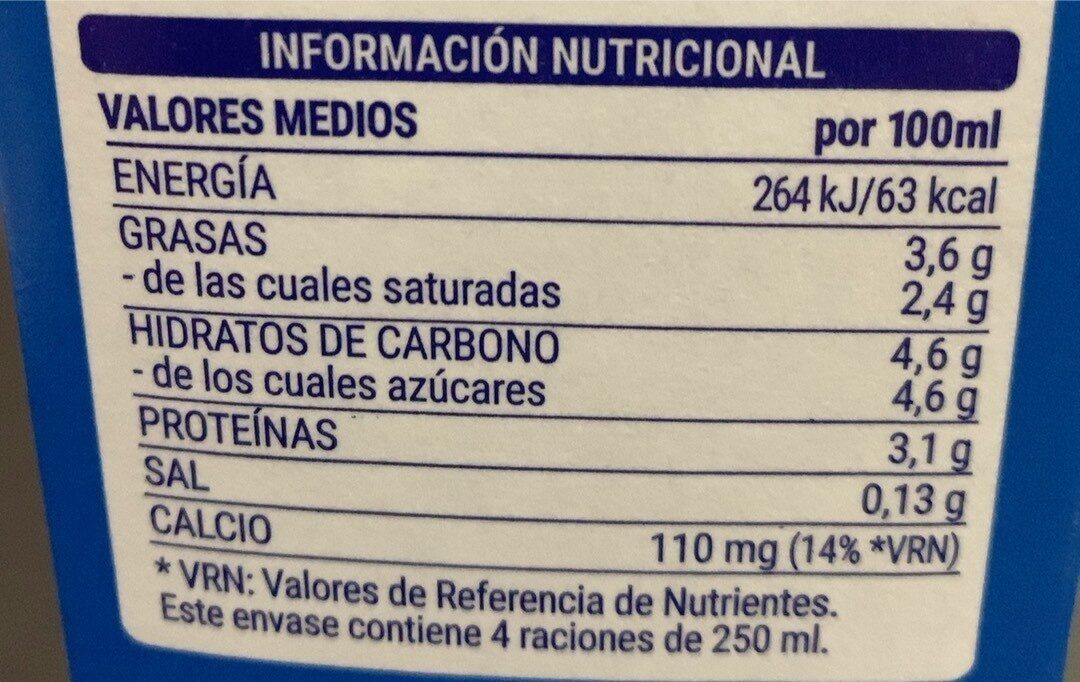 INFORMACIÓN NUTRICIONAL
VALORES MEDIOS por 100ml
ENERGÍA 264 kJ/63 kcal
GRASAS 3,6 g
- de las cuales saturadas 2,4 g
HIDRATOS DE CARBONO 4,6 g
- de los cuales azúcares 4,6 g
PROTEÍNAS 3,1 g
SAL 0,13 g
CALCIO 110 mg (14% *VRN)
* VRN: Valores de Referencia de Nutrientes.
Este envase contiene 4 raciones de 250 ml.